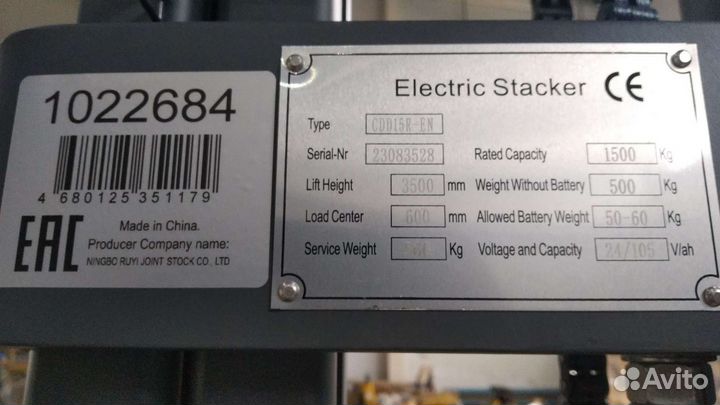 1022684
4 680125 351179
EAC
Made in China.
Producer Company name:
NINGBO RUYI JOINT STOCK CO., LTD
Electric Stacker CE
Type CDD15R-EN
Serial-Nr 23083528 Rated Capacity 1500 Kg
Lift Height 3500 mm Weight Without Battery 500 Kg
Load Center 600 mm Allowed Battery Weight 50-60 Kg
Service Weight Kg Voltage and Capacity 24/105 V/ah
Avito